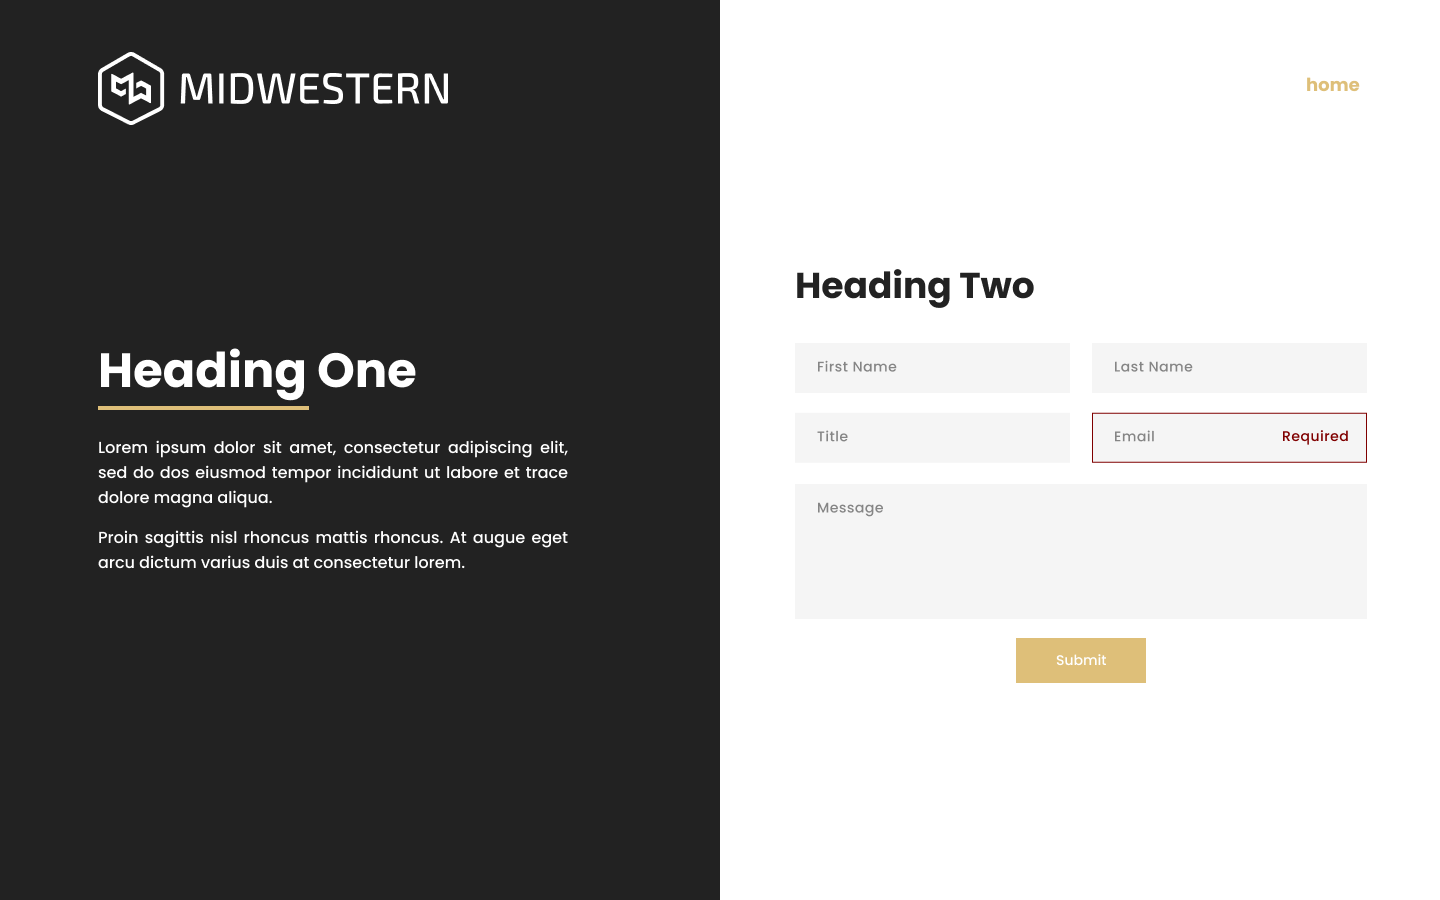 MIDWESTERN
home
Heading One
Lorem ipsum dolor sit amet, consectetur adipiscing elit,
sed do dos eiusmod tempor incididunt ut labore et trace
dolore magna aliqua.
Proin sagittis nisl rhoncus mattis rhoncus. At augue eget
arcu dictum varius duis at consectetur lorem.
Heading Two
First Name
Last Name
Title
Email
Required
Message
Submit